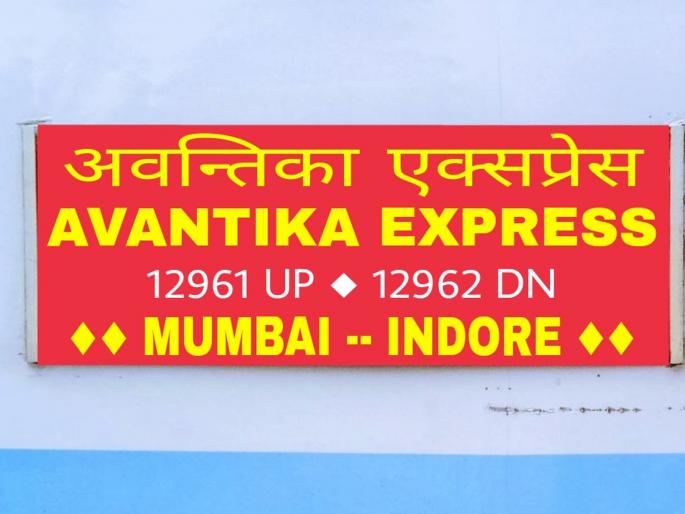 अवन्तिका एक्सप्रेस
AVANTIKA EXPRESS
12961 UP ◆ 12962 DN
♦♦ MUMBAI -- INDORE ♦♦